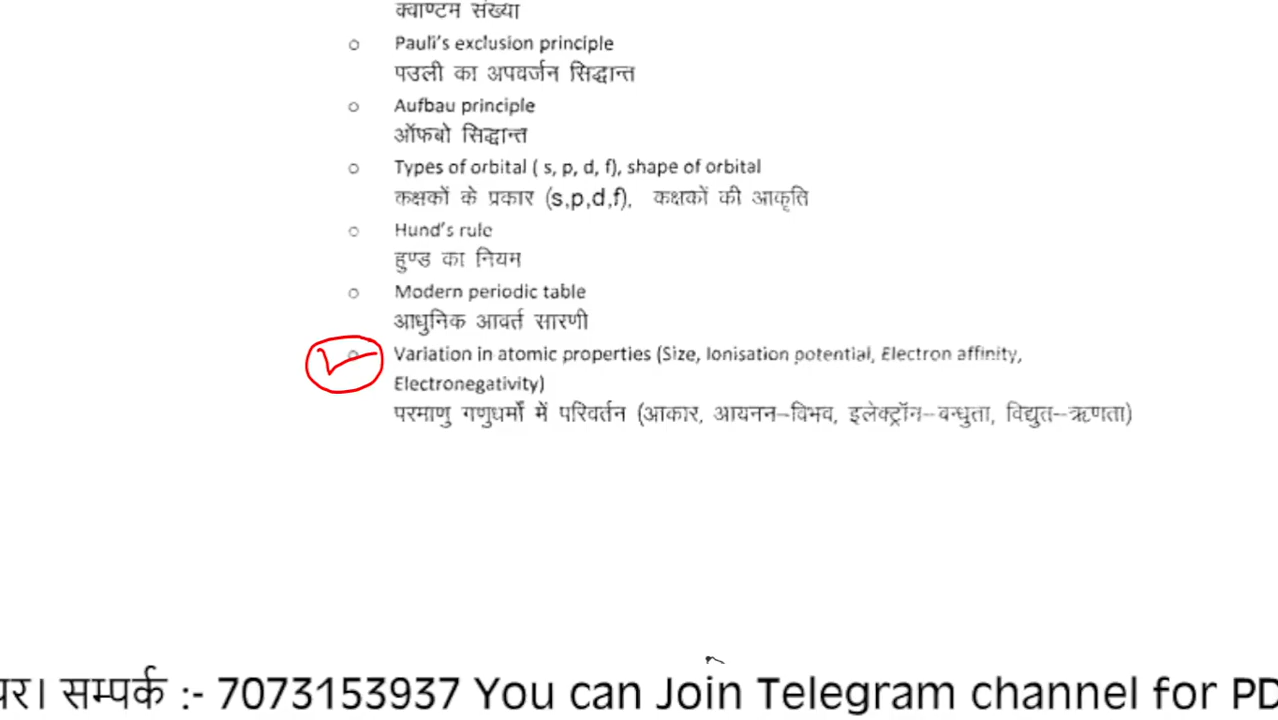 क्वाण्टम संख्या
○ Pauli's exclusion principle
पउली का अपवर्जन सिद्धान्त
○ Aufbau principle
ऑफबो सिद्धान्त
○ Types of orbital ( s, p, d, f), shape of orbital
कक्षकों के प्रकार (s,p,d,f), कक्षकों की आकृति
○ Hund's rule
हुण्ड का नियम
○ Modern periodic table
आधुनिक आवर्त सारणी
○ Variation in atomic properties (Size, Ionisation potential, Electron affinity,
Electronegativity)
परमाणु गणुधर्मों में परिवर्तन (आकार, आयनन–विभव, इलेक्ट्रॉन–बन्धुता, विद्युत–ऋणता)
सम्पर्क :- 7073153937 You can Join Telegram channel for PD